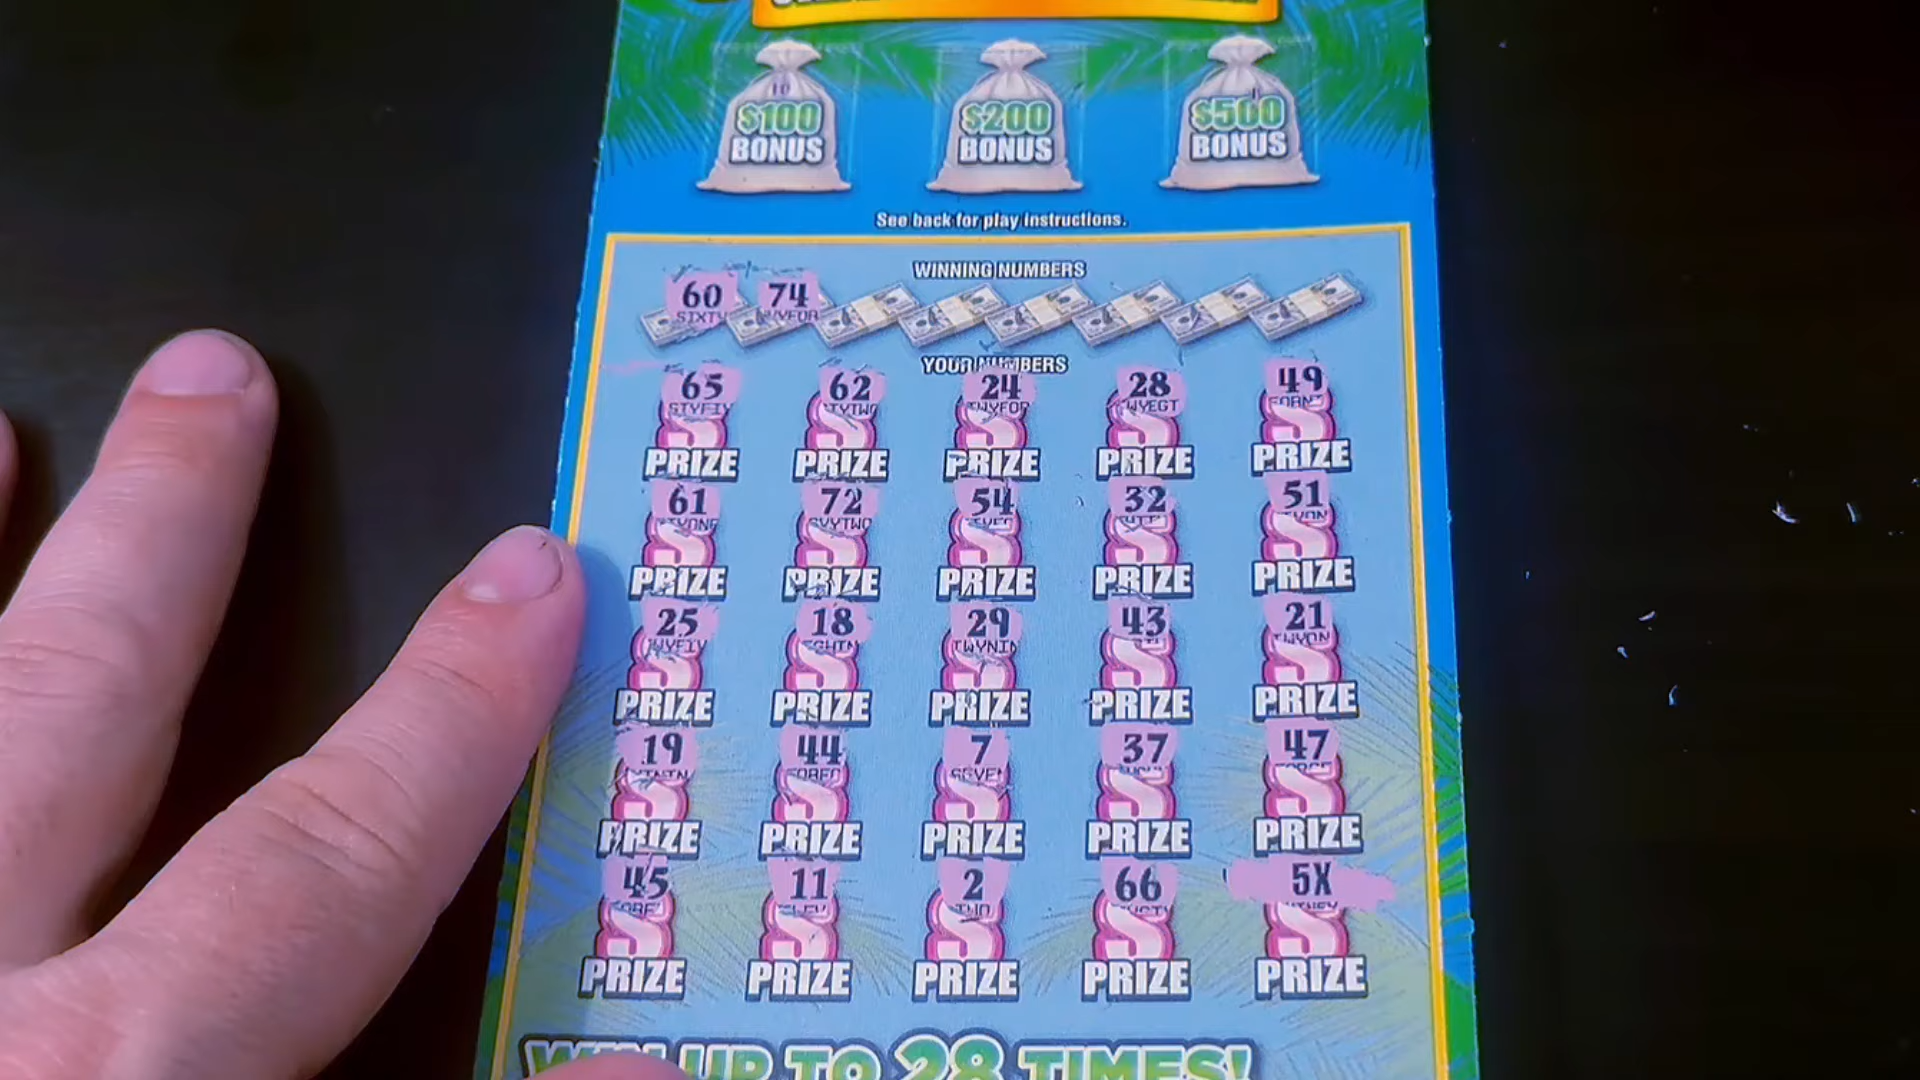 $100 $200 $500
BONUS BONUS BONUS
See back for play instructions.
WINNING NUMBERS
60 74
SIXTY
YOUR NUMBERS
65 62 24 28 49
PRIZE PRIZE PRIZE PRIZE PRIZE
61 72 54 32 51
PRIZE PRIZE PRIZE PRIZE PRIZE
25 18 29 43 21
PRIZE PRIZE PRIZE PRIZE PRIZE
19 44 7 37 47
PRIZE PRIZE PRIZE PRIZE PRIZE
45 11 2 66 5X
TWO
PRIZE PRIZE PRIZE PRIZE PRIZE
WIN UP TO 28 TIMES!